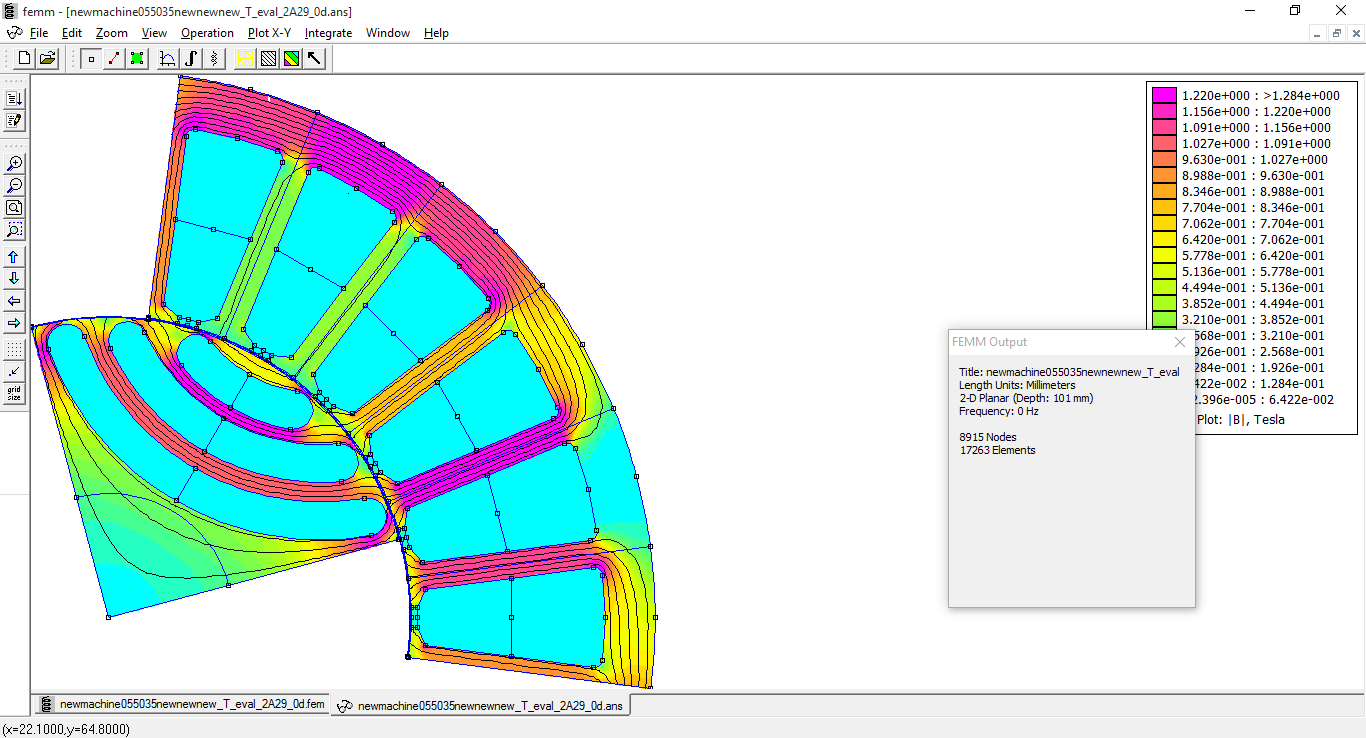 femm - [newmachine055035newnewnew_T_eval_2A29_0d.ans]
File Edit Zoom View Operation Plot X-Y Integrate Window Help
grid
size
1.220e+000 : >1.284e+000
1.156e+000 : 1.220e+000
1.091e+000 : 1.156e+000
1.027e+000 : 1.091e+000
9.630e-001 : 1.027e+000
8.988e-001 : 9.630e-001
8.346e-001 : 8.988e-001
7.704e-001 : 8.346e-001
7.062e-001 : 7.704e-001
6.420e-001 : 7.062e-001
5.778e-001 : 6.420e-001
5.136e-001 : 5.778e-001
4.494e-001 : 5.136e-001
3.852e-001 : 4.494e-001
3.210e-001 : 3.852e-001
568e-001 : 3.210e-001
926e-001 : 2.568e-001
284e-001 : 1.926e-001
422e-002 : 1.284e-001
.396e-005 : 6.422e-002
Plot: |B|, Tesla
FEMM Output
Title: newmachine055035newnewnew_T_eval
Length Units: Millimeters
2-D Planar (Depth: 101 mm)
Frequency: 0 Hz
8915 Nodes
17263 Elements
newmachine055035newnewnew_T_eval_2A29_0d.fem
newmachine055035newnewnew_T_eval_2A29_0d.ans
(x=22.1000,y=64.8000)